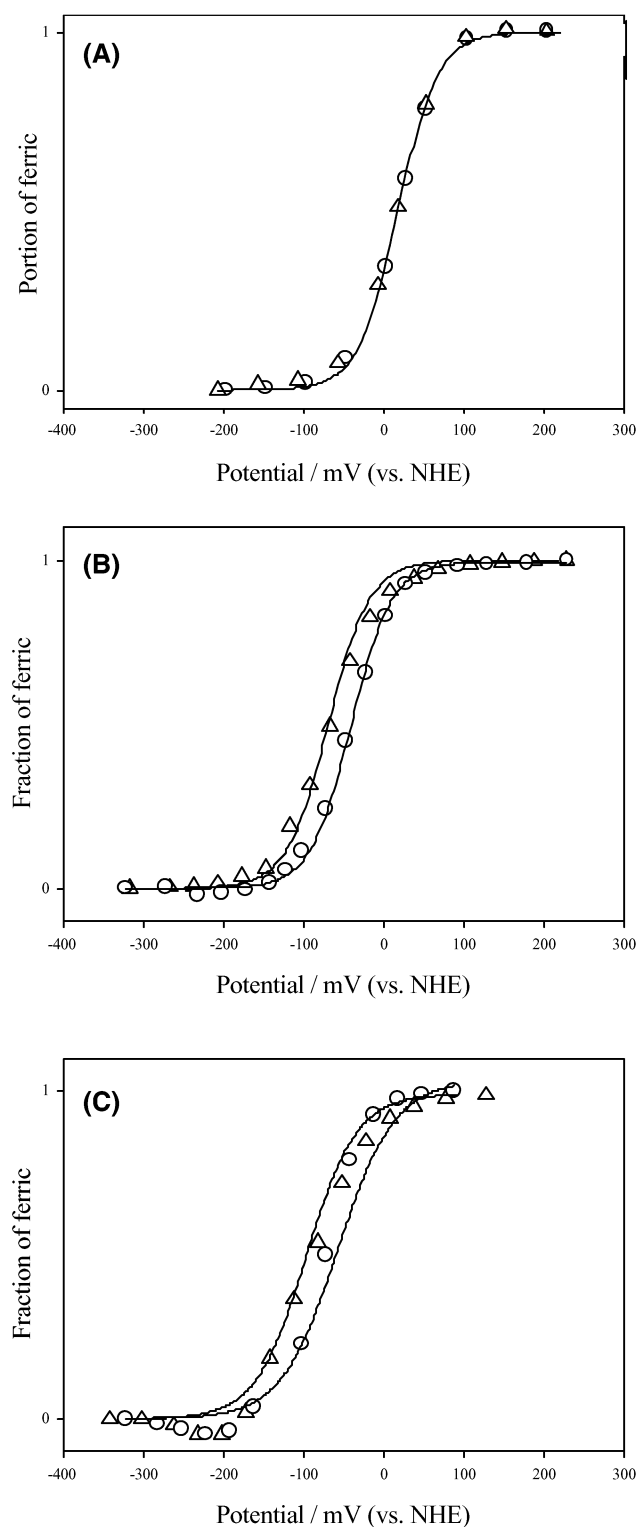 (A)
1
0
Portion of ferric
-400 -300 -200 -100 0 100 200 300
Potential / mV (vs. NHE)
(B)
1
0
Fraction of ferric
-400 -300 -200 -100 0 100 200 300
Potential / mV (vs. NHE)
(C)
1
0
Fraction of ferric
-400 -300 -200 -100 0 100 200 300
Potential / mV (vs. NHE)